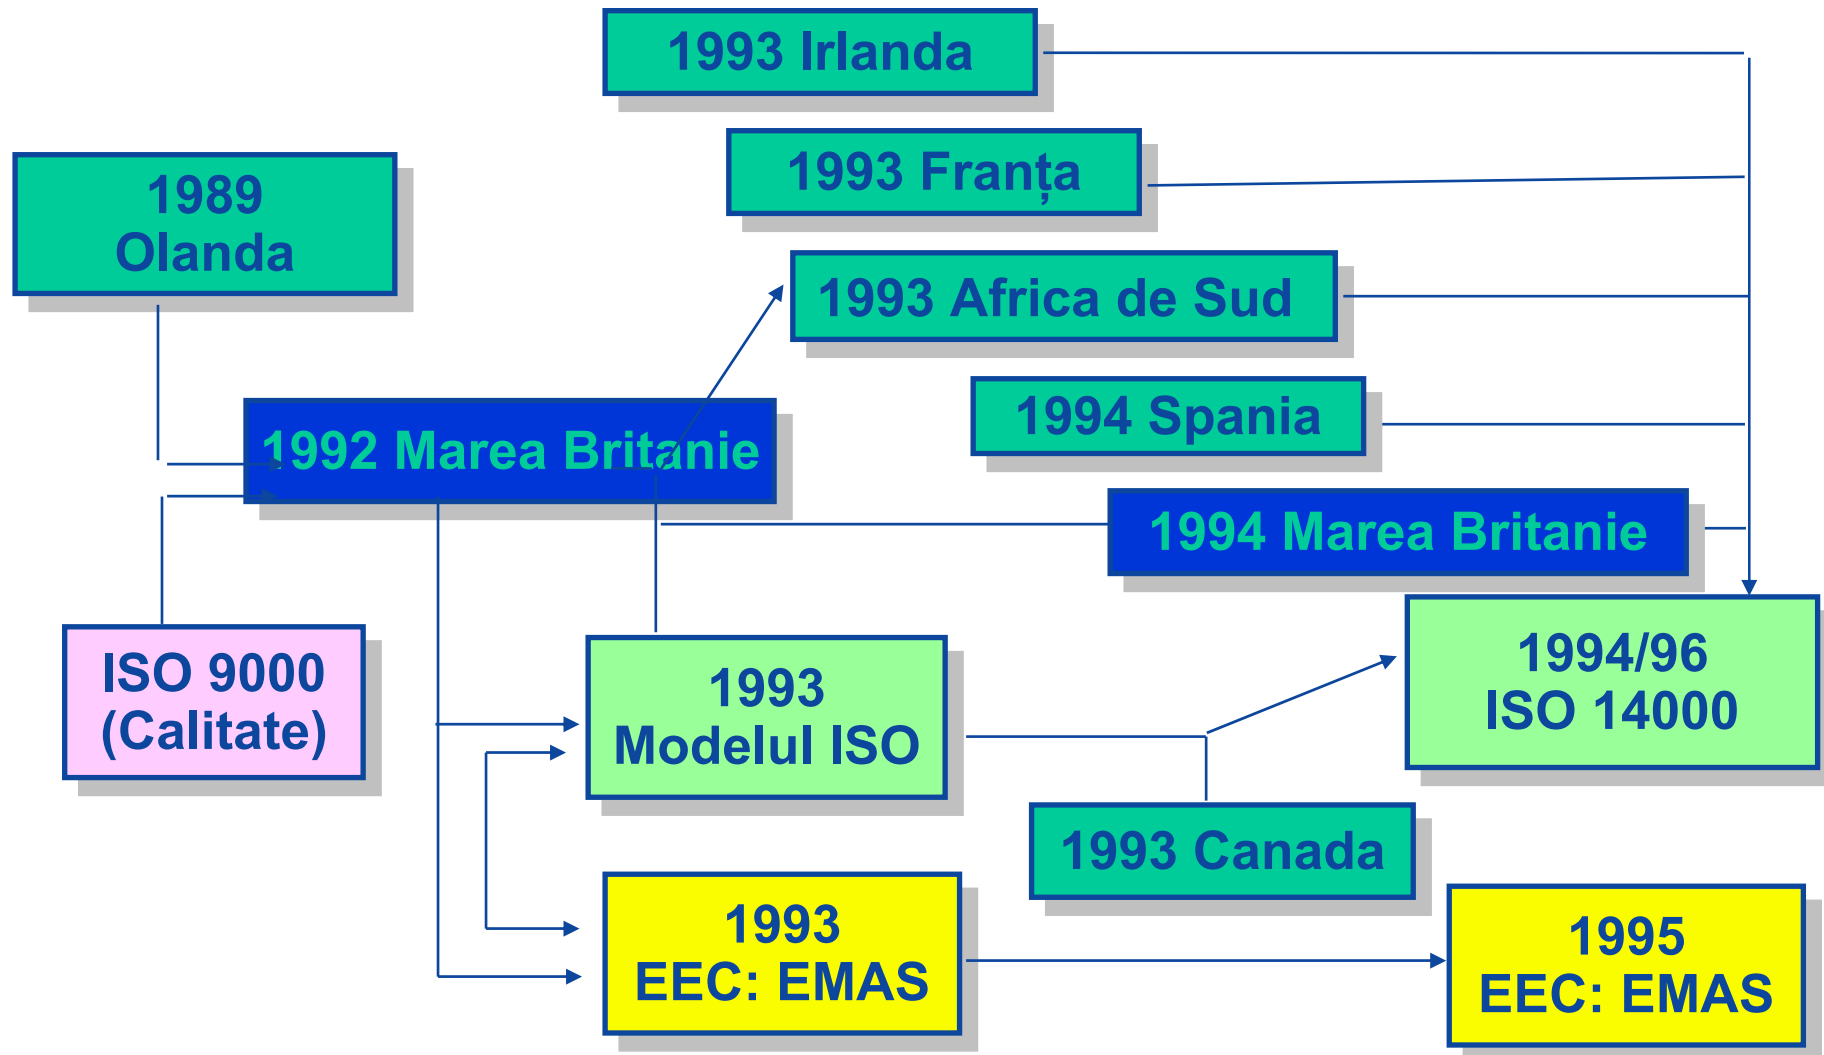 1993 Irlanda
1993 Franța
1989
Olanda
1993 Africa de Sud
1994 Spania
1992 Marea Britanie
1994 Marea Britanie
ISO 9000
(Calitate)
1993
Modelul ISO
1994/96
ISO 14000
1993 Canada
1993
EEC: EMAS
1995
EEC: EMAS